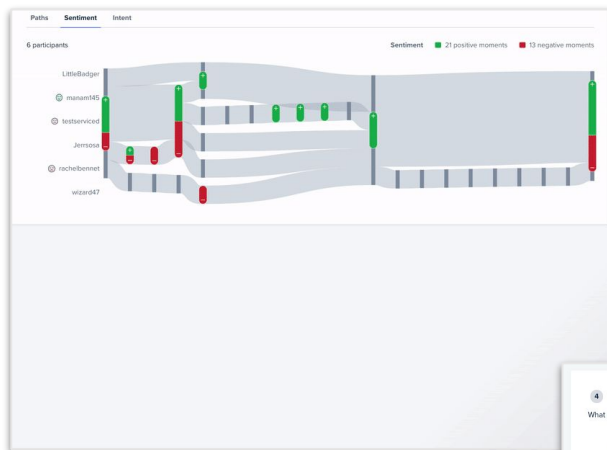 Paths Sentiment Intent
6 participants Sentiment 21 positive moments 13 negative moments
LittleBadger
manam145
testserviced
Jerrsosa
rachelbennet
wizard47
4
What